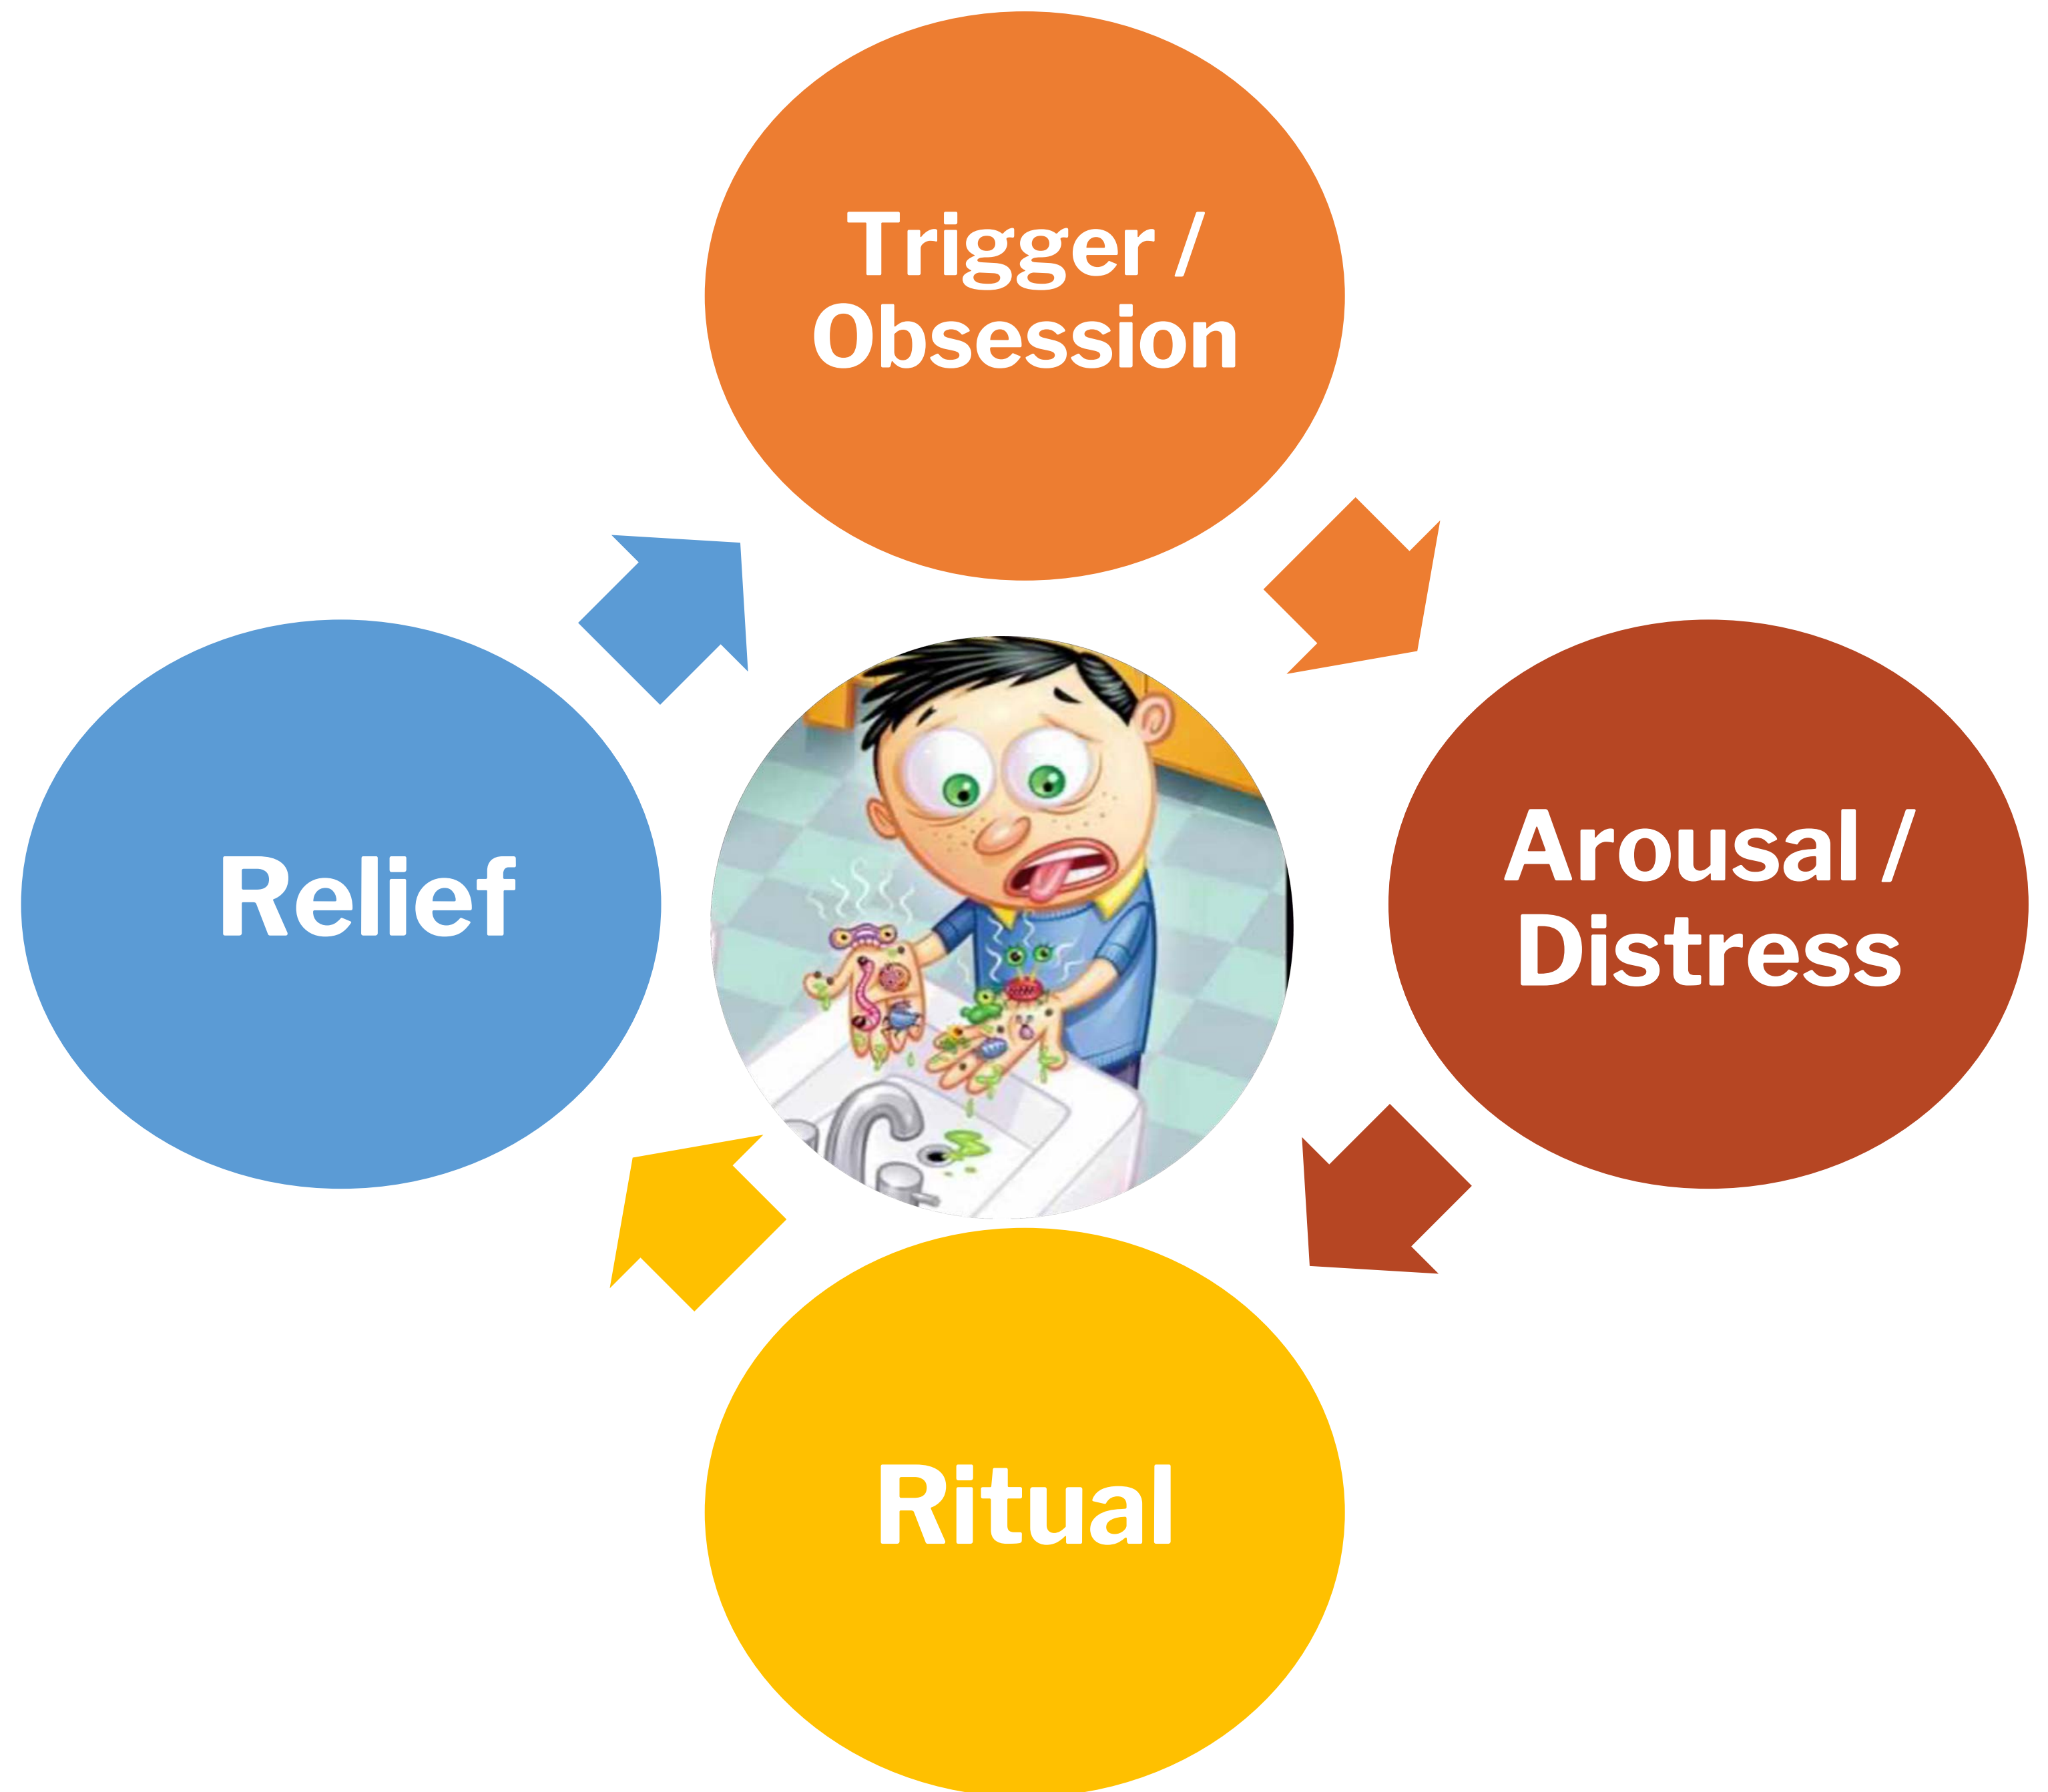 Trigger /
Obsession
Arousal /
Distress
Ritual
Relief